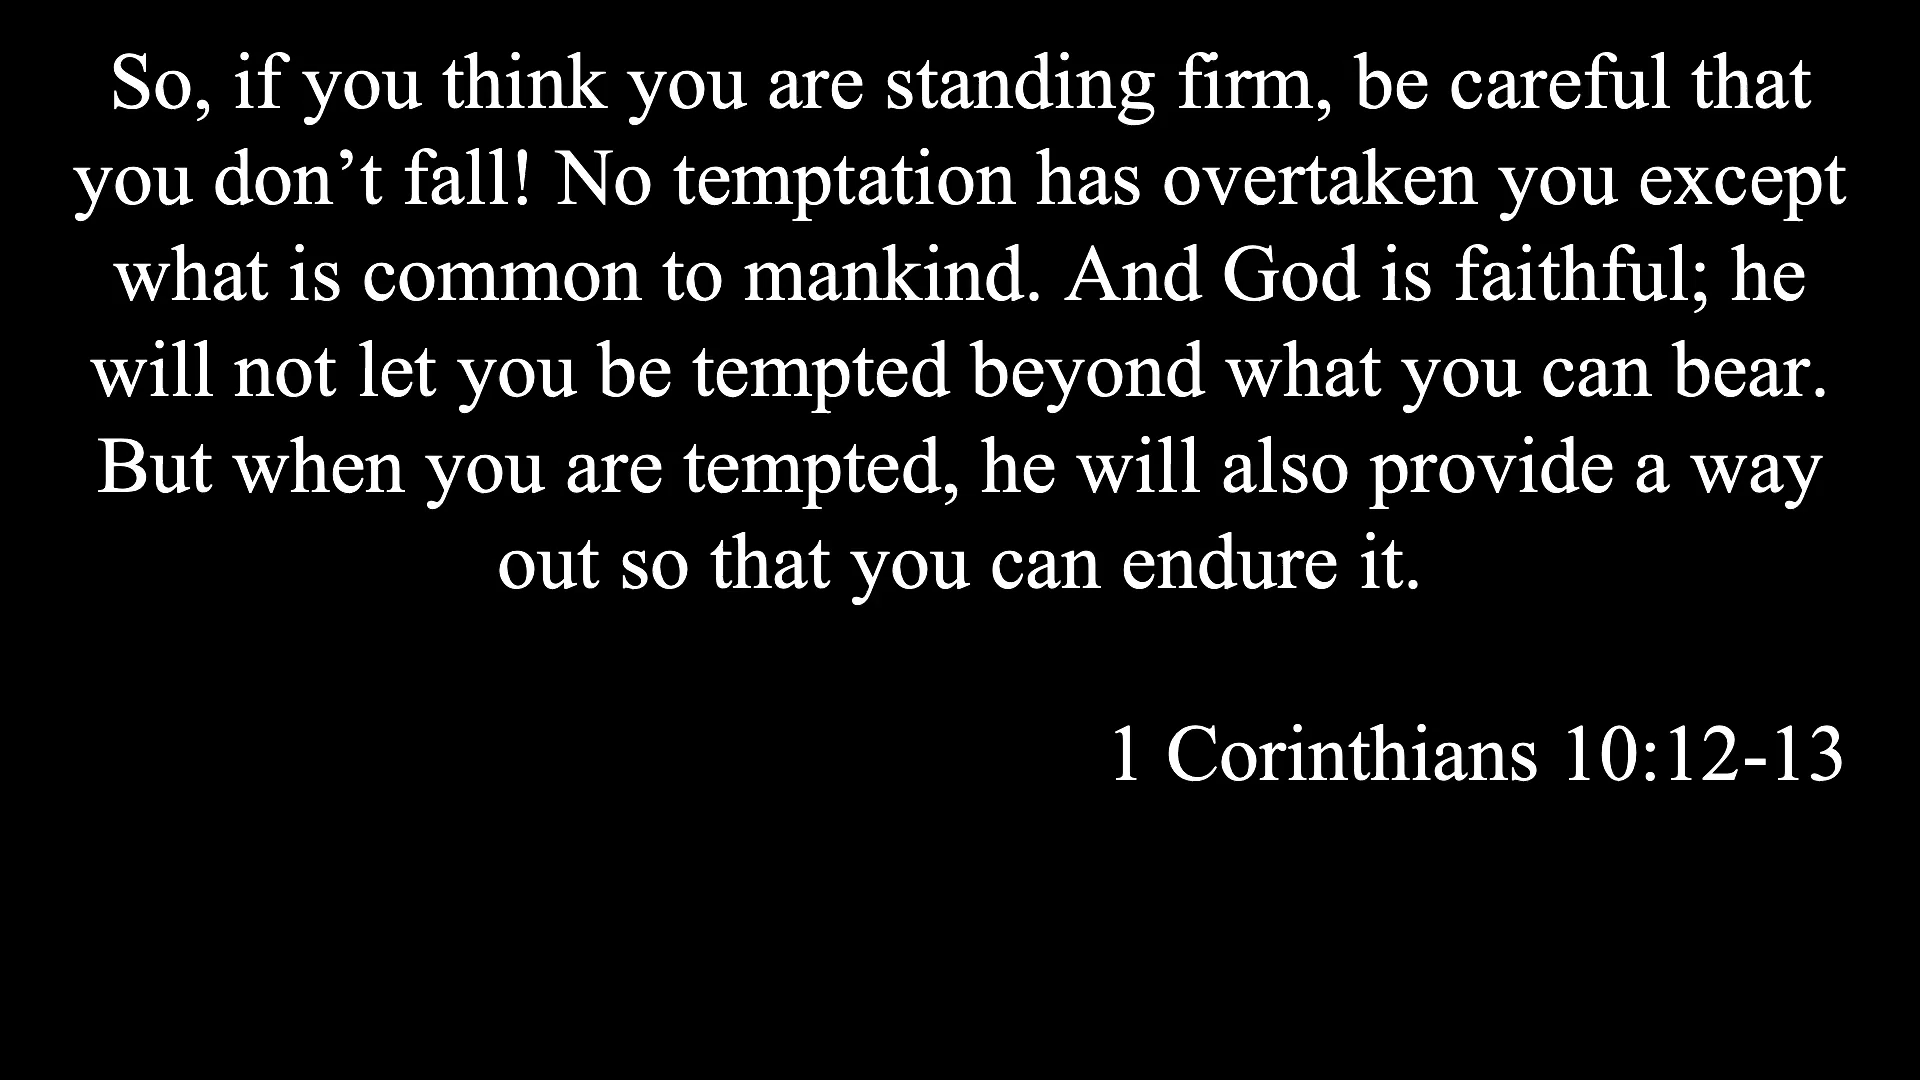 So, if you think you are standing firm, be careful that
you don’t fall! No temptation has overtaken you except
what is common to mankind. And God is faithful; he
will not let you be tempted beyond what you can bear.
But when you are tempted, he will also provide a way
out so that you can endure it.
1 Corinthians 10:12-13